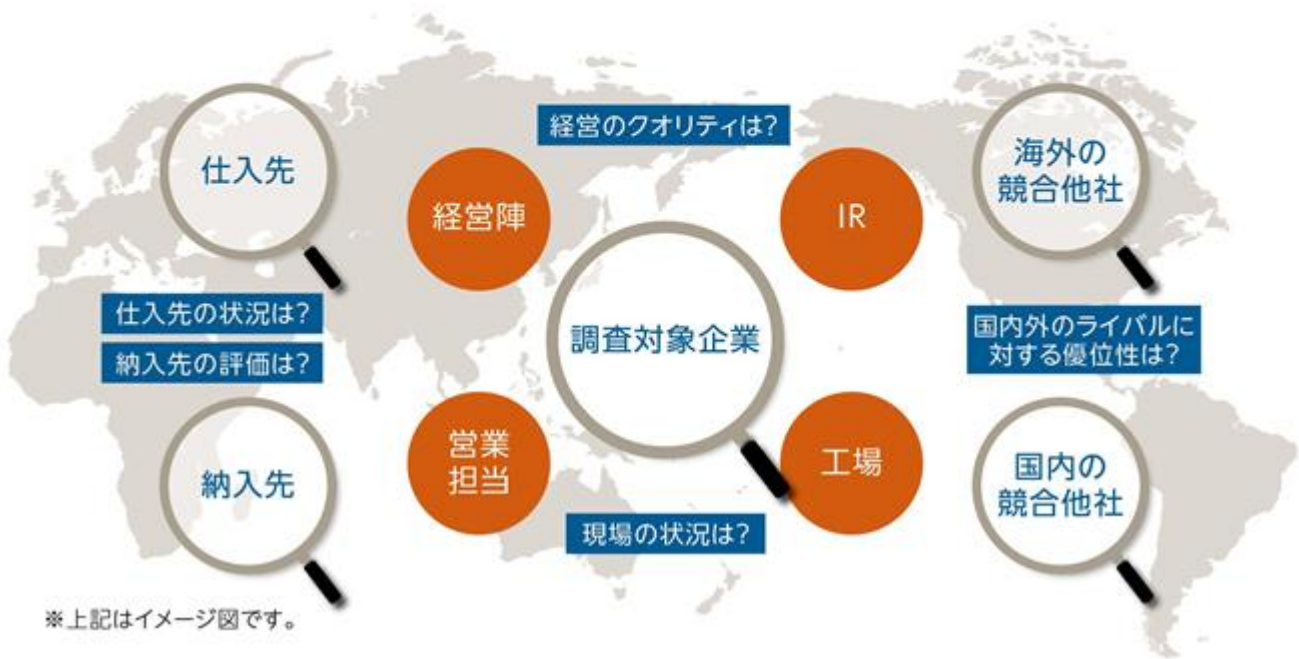 経営のクオリティは?
仕入先
経営陣
IR
海外の
競合他社
調査対象企業
仕入先の状況は?
納入先の評価は?
国内外のライバルに
対する優位性は?
納入先
営業
担当
工場
国内の
競合他社
現場の状況は?
※上記はイメージ図です。